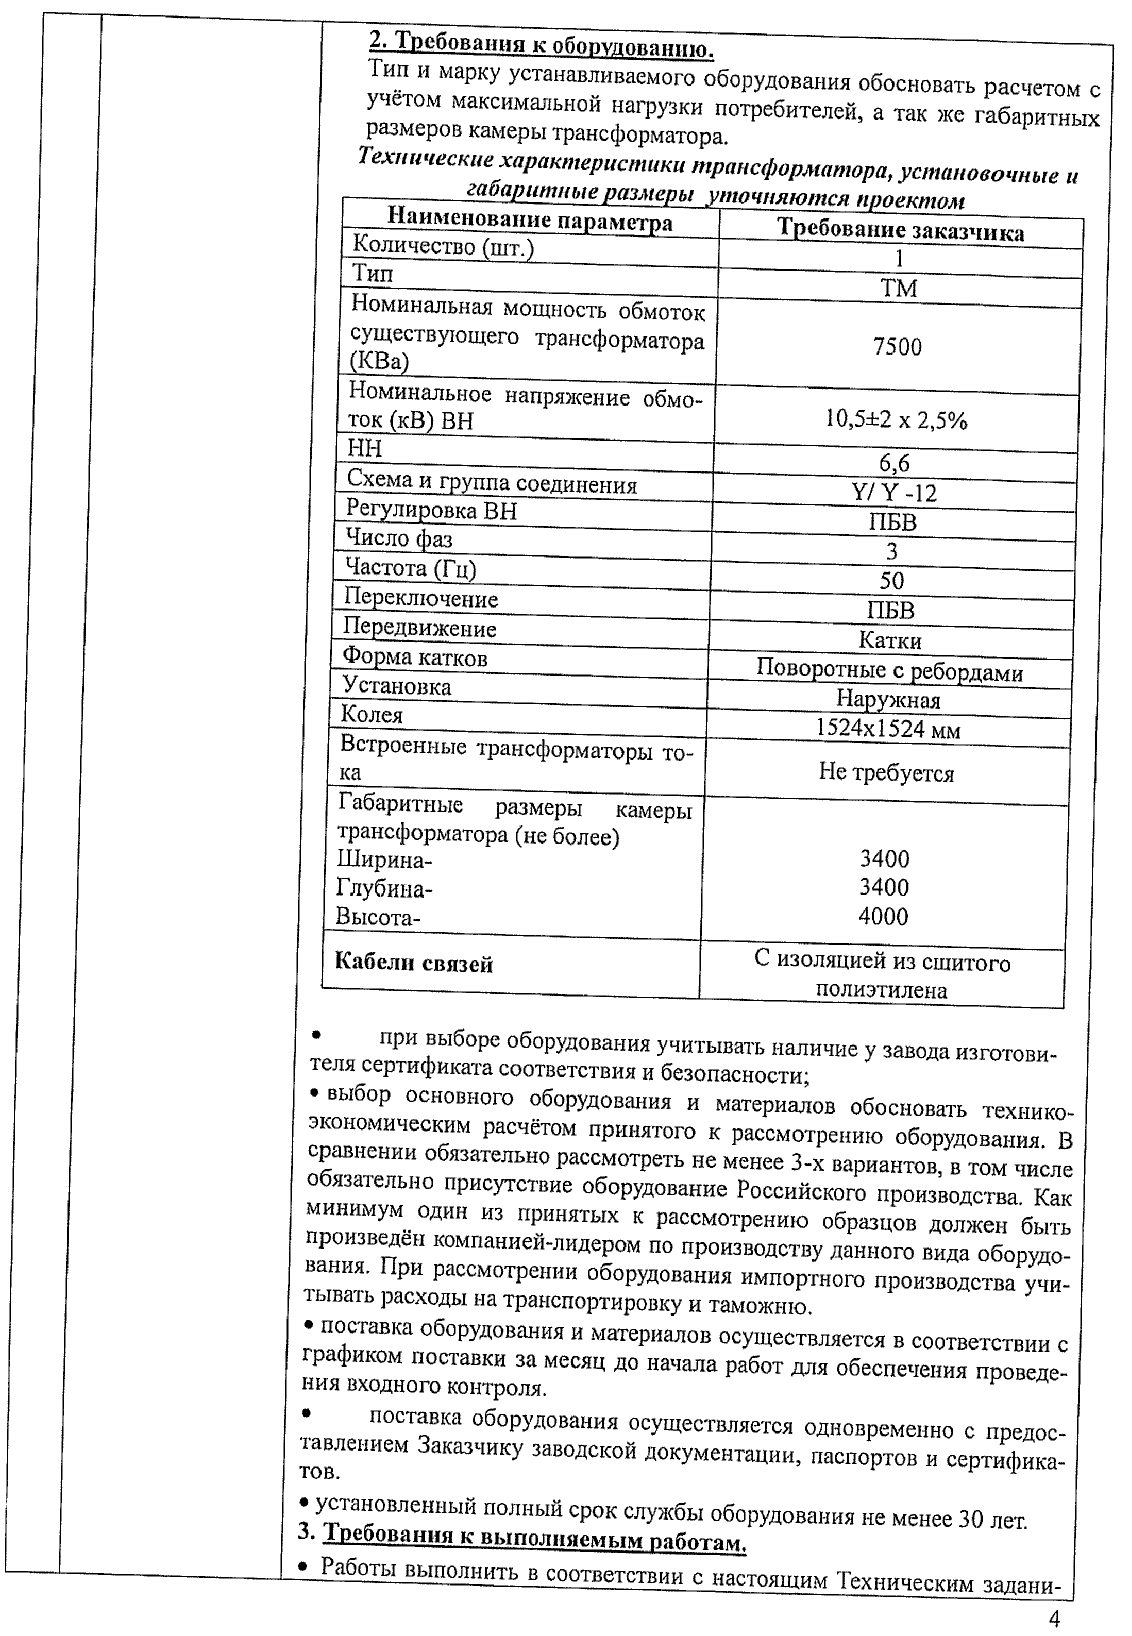 2. Требования к оборудованию.
Тип и марку устанавливаемого оборудования обосновать расчетом с
учётом максимальной нагрузки потребителей, а так же габаритных
размеров камеры трансформатора.
Технические характеристики трансформатора, установочные и
габаритные размеры уточняются проектом
Наименование параметра Требование заказчика
Количество (шт.) 1
Тип ТМ
Номинальная мощность обмоток
существующего трансформатора
(КВа) 7500
Номинальное напряжение обмо-
ток (кВ) ВН 10,5±2 х 2,5%
НН 6,6
Схема и группа соединения Y/ Y -12
Регулировка ВН ПБВ
Число фаз 3
Частота (Гц) 50
Переключение ПБВ
Передвижение Катки
Форма катков Поворотные с ребордами
Установка Наружная
Колея 1524х1524 мм
Встроенные трансформаторы то-
ка Не требуется
Габаритные размеры камеры
трансформатора (не более)
Ширина- 3400
Глубина- 3400
Высота- 4000
Кабели связей С изоляцией из сшитого
полиэтилена
• при выборе оборудования учитывать наличие у завода изготови-
теля сертификата соответствия и безопасности;
• выбор основного оборудования и материалов обосновать технико-
экономическим расчётом принятого к рассмотрению оборудования. В
сравнении обязательно рассмотреть не менее 3-х вариантов, в том числе
обязательно присутствие оборудование Российского производства. Как
минимум один из принятых к рассмотрению образцов должен быть
произведён компанией-лидером по производству данного вида оборудо-
вания. При рассмотрении оборудования импортного производства учи-
тывать расходы на транспортировку и таможню.
• поставка оборудования и материалов осуществляется в соответствии с
графиком поставки за месяц до начала работ для обеспечения проведе-
ния входного контроля.
• поставка оборудования осуществляется одновременно с предос-
тавлением Заказчику заводской документации, паспортов и сертифика-
тов.
• установленный полный срок службы оборудования не менее 30 лет.
3. Требования к выполняемым работам.
• Работы выполнить в соответствии с настоящим Техническим задани-
4